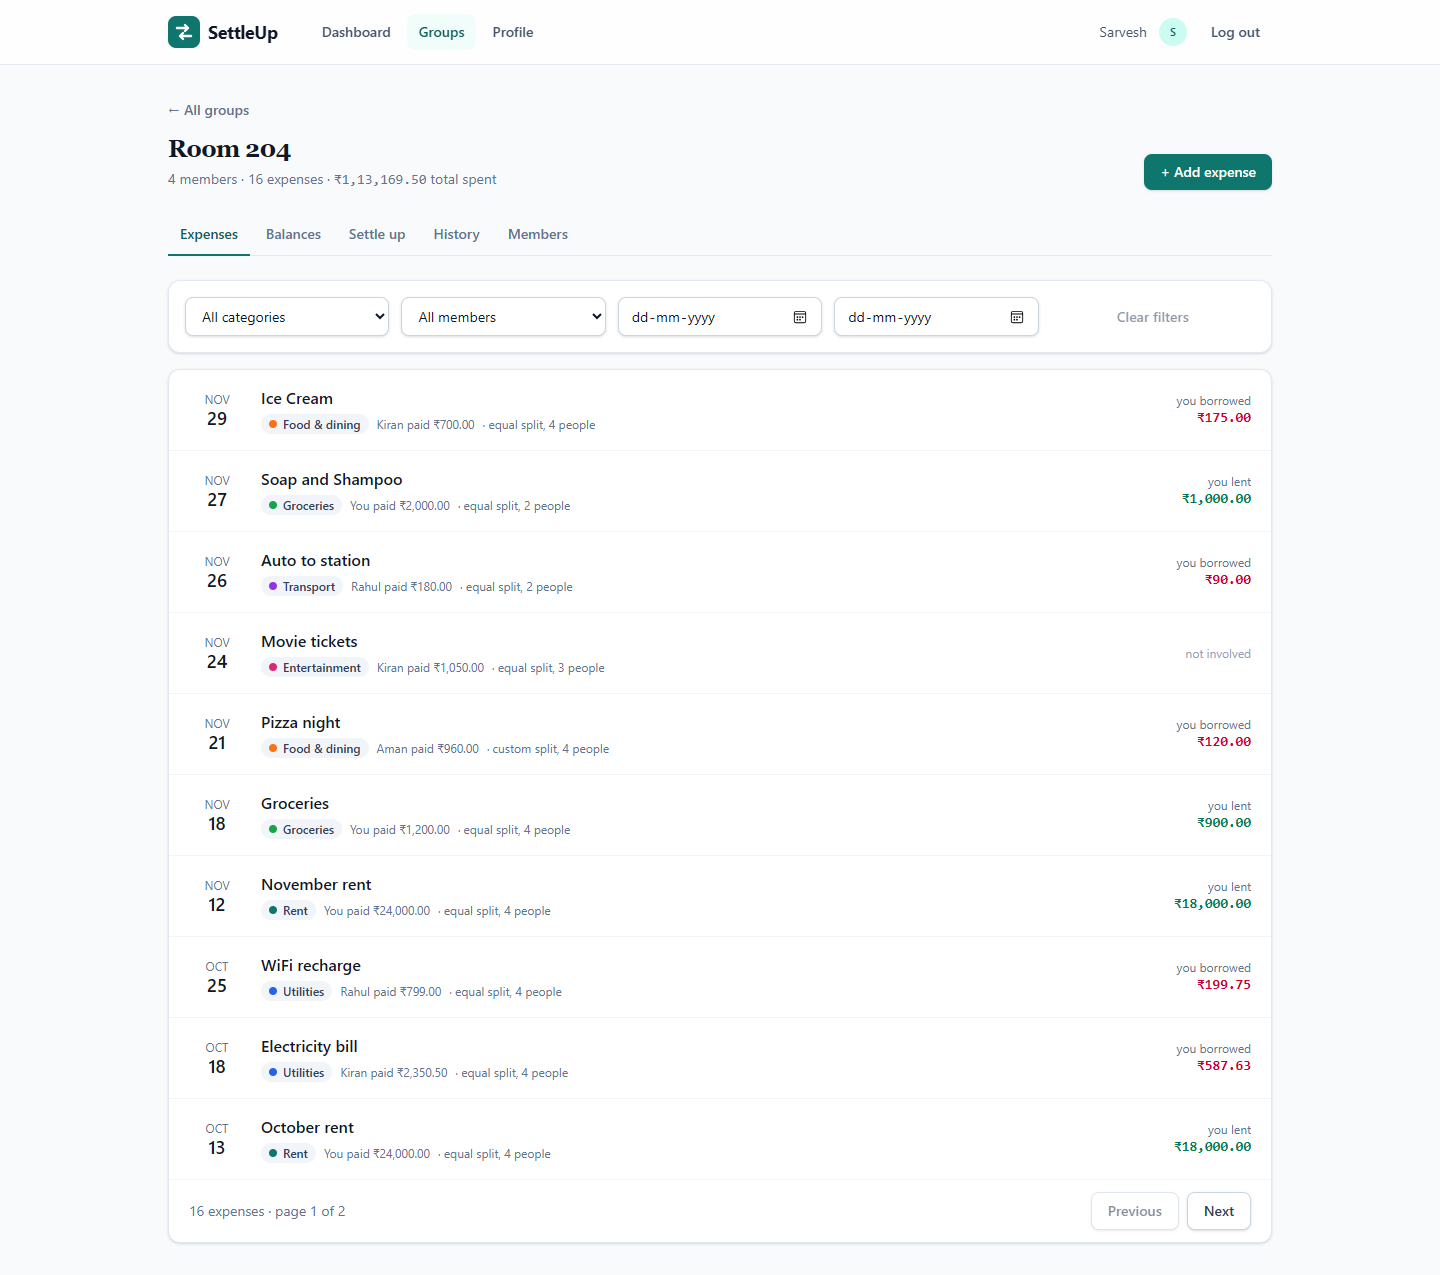 SettleUp Dashboard Groups Profile Sarvesh S Log out
← All groups
Room 204
4 members · 16 expenses · ₹1,13,169.50 total spent
+ Add expense
Expenses Balances Settle up History Members
All categories All members dd-mm-yyyy dd-mm-yyyy Clear filters
NOV
29
Ice Cream
Food & dining Kiran paid ₹700.00 · equal split, 4 people
you borrowed
₹175.00
NOV
27
Soap and Shampoo
Groceries You paid ₹2,000.00 · equal split, 2 people
you lent
₹1,000.00
NOV
26
Auto to station
Transport Rahul paid ₹180.00 · equal split, 2 people
you borrowed
₹90.00
NOV
24
Movie tickets
Entertainment Kiran paid ₹1,050.00 · equal split, 3 people
not involved
NOV
21
Pizza night
Food & dining Aman paid ₹960.00 · custom split, 4 people
you borrowed
₹120.00
NOV
18
Groceries
Groceries You paid ₹1,200.00 · equal split, 4 people
you lent
₹900.00
NOV
12
November rent
Rent You paid ₹24,000.00 · equal split, 4 people
you lent
₹18,000.00
OCT
25
WiFi recharge
Utilities Rahul paid ₹799.00 · equal split, 4 people
you borrowed
₹199.75
OCT
18
Electricity bill
Utilities Kiran paid ₹2,350.50 · equal split, 4 people
you borrowed
₹587.63
OCT
13
October rent
Rent You paid ₹24,000.00 · equal split, 4 people
you lent
₹18,000.00
16 expenses · page 1 of 2
Previous Next